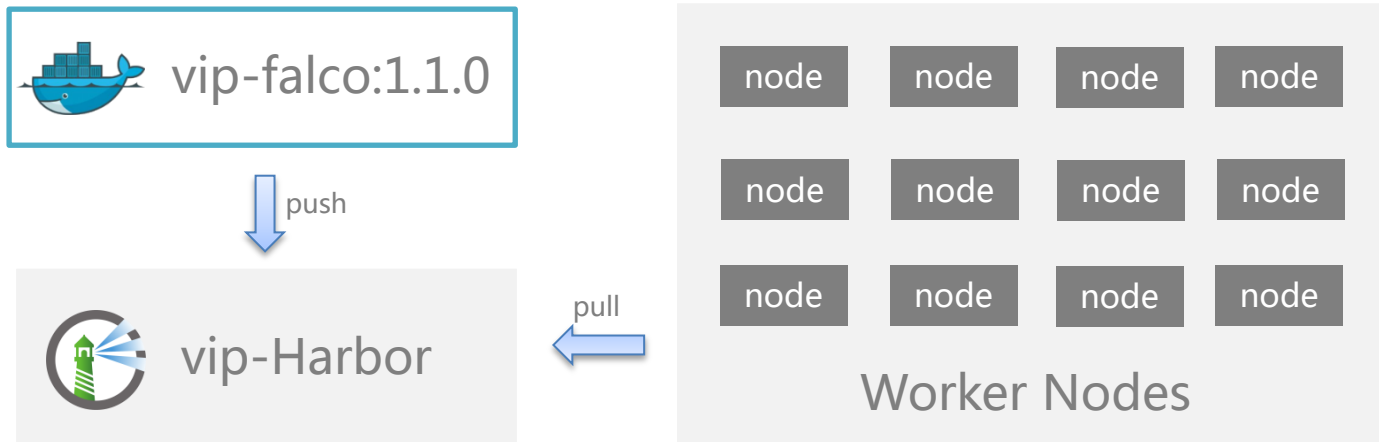 vip-falco:1.1.0
push
vip-Harbor
pull
node node node node
node node node node
node node node node
Worker Nodes